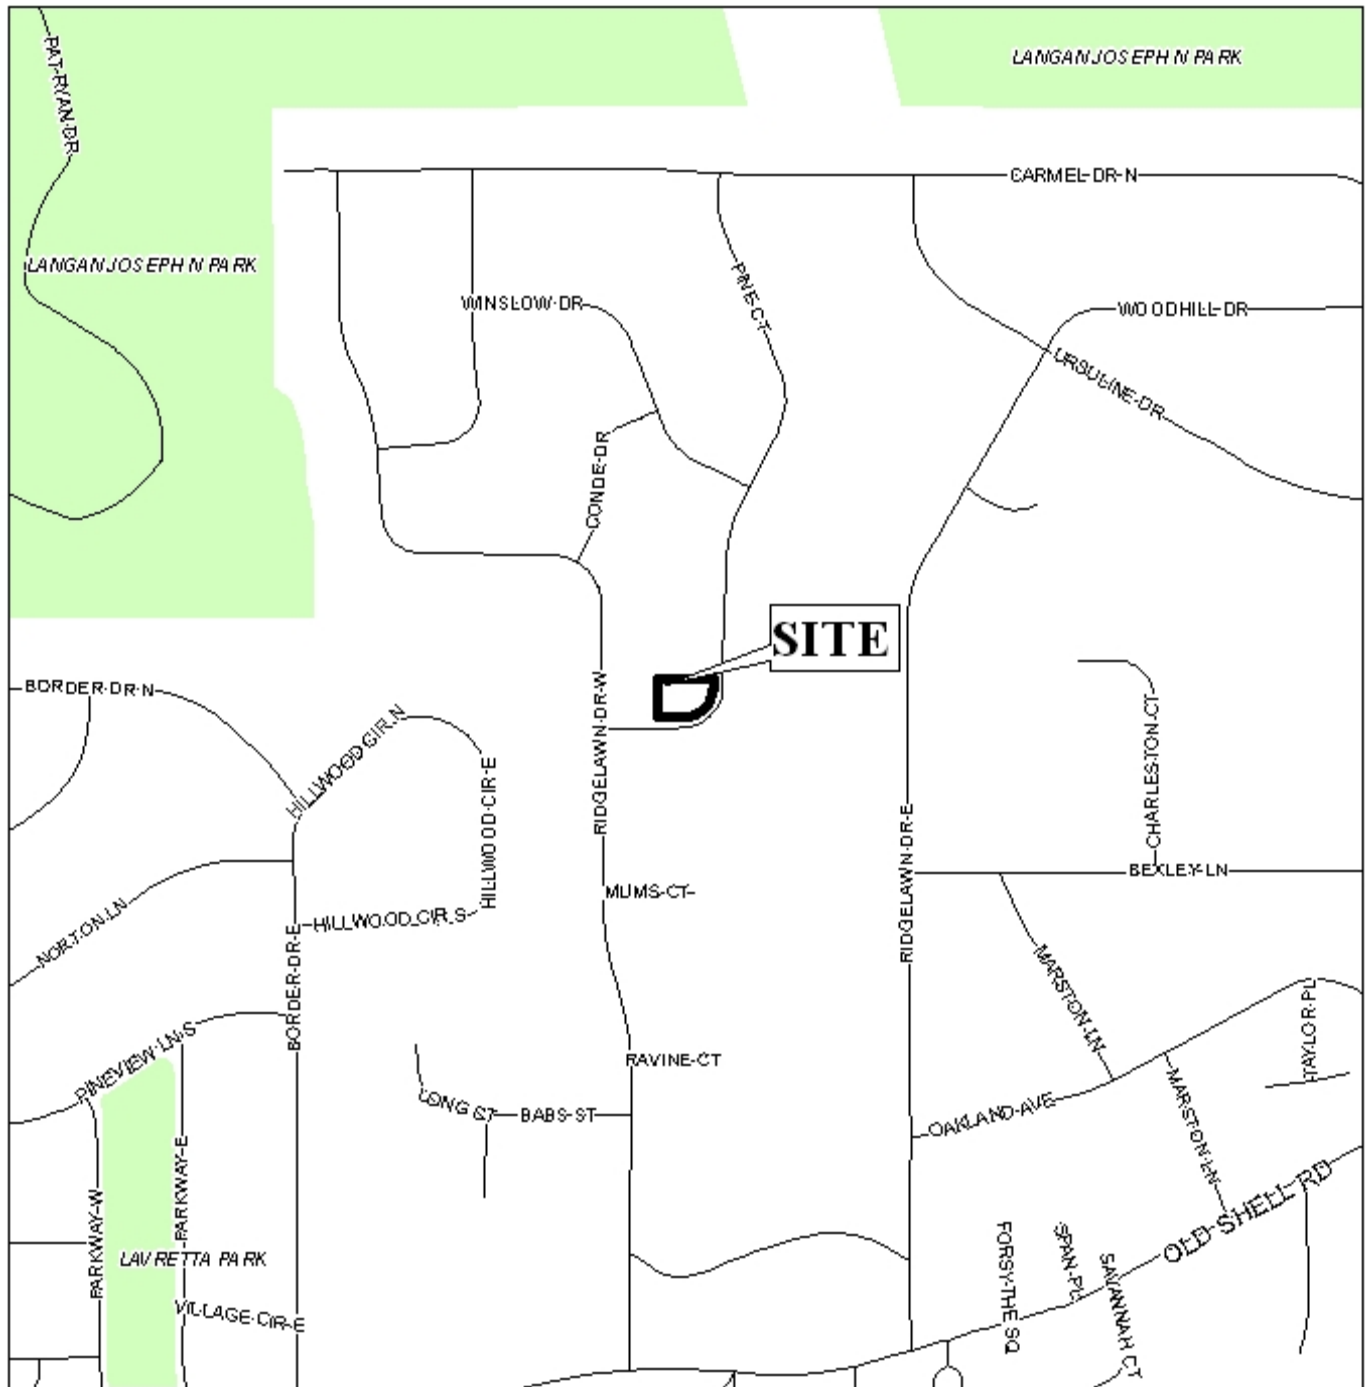 PAT-RYAN-DR
LANGAN JOSEPH N PARK
CARMEL-DR-N
LANGAN JOSEPH N PARK
PINE-CT
WINSLOW-DR
WOODHILL-DR
URSULINE-DR
CONDE-DR
SITE
BORDER-DR-N
RIDGELAWN-DR-W
HILLWOOD CIR N
HILLWOOD-CIR-E
CHARLESTON-CT
RIDGELAWN-DR-E
BEXLEY-LN
MUMS-CT
NORTON LN
HILLWOOD CIR S
BORDER-DR-E
MARSTON-LN
TAYLOR-PL
PINEVIEW-LN-S
RAVINE-CT
LONG CT
BABS-ST
OAKLAND-AVE
MARSTON-LN
PARKWAY-E
PARKWAY-W
OLD SHELL RD
LAVRETTA PARK
FORSYTHE SQ
SPAN-PL
SAVANNAH CT
VILLAGE-CIR-E